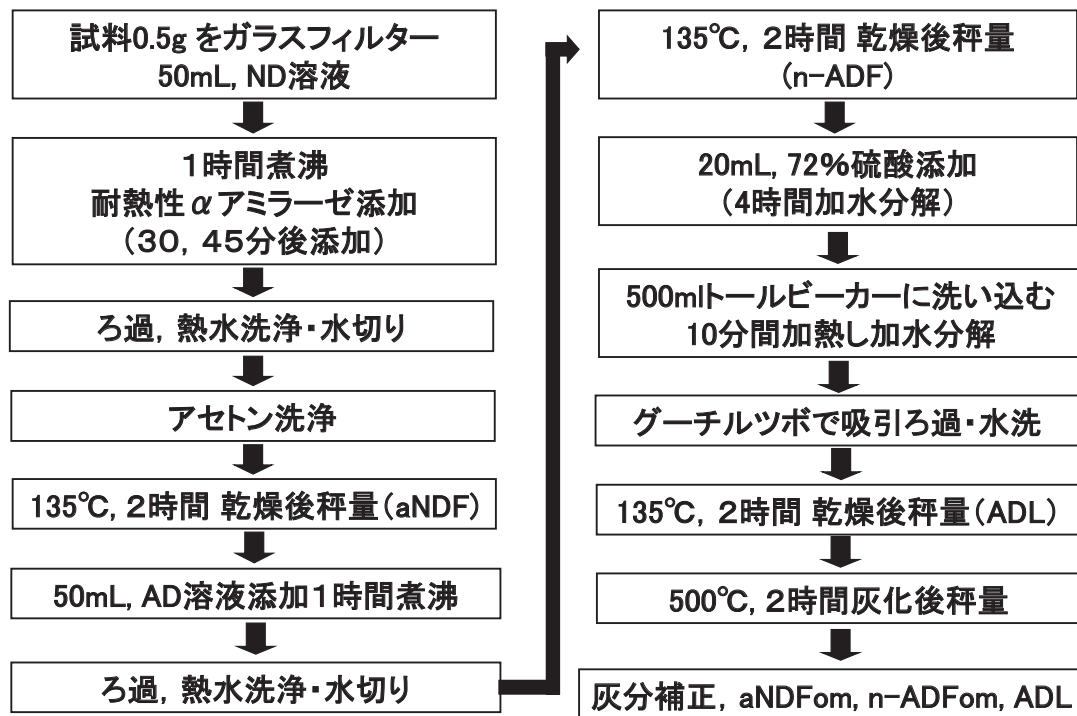 試料0.5g をガラスフィルター
50mL, ND溶液
1時間煮沸
耐熱性αアミラーゼ添加
(30, 45分後添加)
ろ過, 熱水洗浄・水切り
アセトン洗浄
135℃, 2時間 乾燥後秤量(aNDF)
50mL, AD溶液添加1時間煮沸
ろ過, 熱水洗浄・水切り
135℃, 2時間 乾燥後秤量
(n-ADF)
20mL, 72%硫酸添加
(4時間加水分解)
500mlトールビーカーに洗い込む
10分間加熱し加水分解
グーチルツボで吸引ろ過・水洗
135℃, 2時間 乾燥後秤量(ADL)
500℃, 2時間灰化後秤量
灰分補正, aNDFom, n-ADFom, ADL